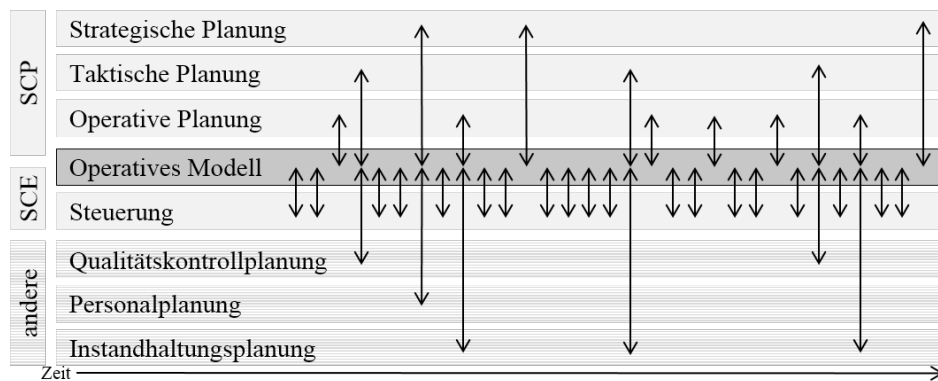 SCP
Strategische Planung
Taktische Planung
Operative Planung
Operatives Modell
SCE
Steuerung
andere
Qualitätskontrollplanung
Personalplanung
Instandhaltungsplanung
Zeit